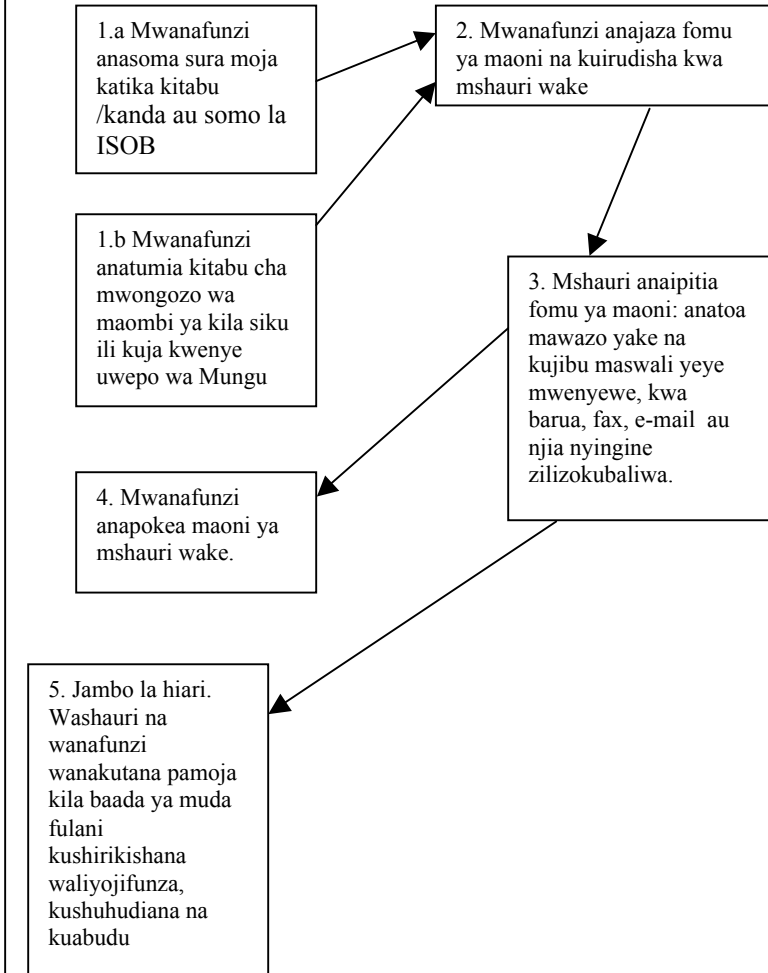 1.a Mwanafunzi
anasoma sura moja
katika kitabu
/kanda au somo la
ISOB
1.b Mwanafunzi
anatumia kitabu cha
mwongozo wa
maombi ya kila siku
ili kuja kwenye
uwepo wa Mungu
2. Mwanafunzi anajaza fomu
ya maoni na kuirudisha kwa
mshauri wake
3. Mshauri anaipitia
fomu ya maoni: anatoa
mawazo yake na
kujibu maswali yeye
mwenyewe, kwa
barua, fax, e-mail au
njia nyingine
zilizokubaliwa.
4. Mwanafunzi
anapokea maoni ya
mshauri wake.
5. Jambo la hiari.
Washauri na
wanafunzi
wanakutana pamoja
kila baada ya muda
fulani
kushirikishana
waliyojifunza,
kushuhudiana na
kuabudu